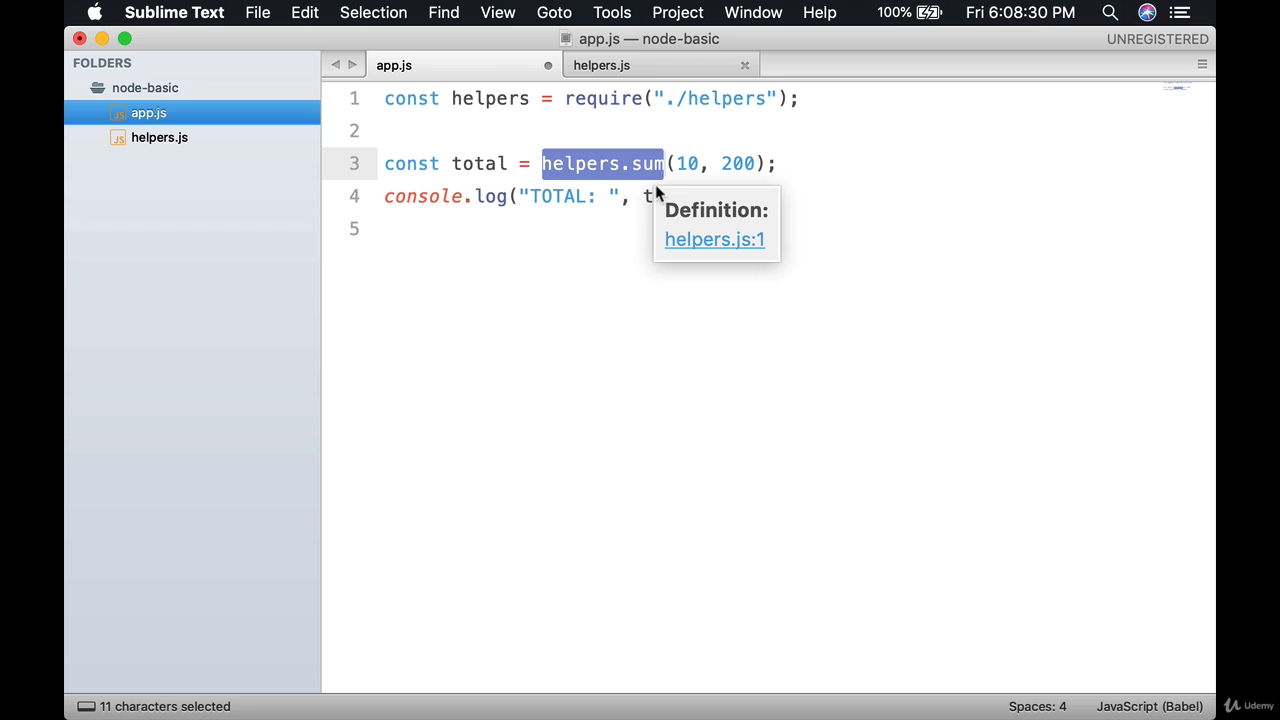 Sublime Text File Edit Selection Find View Goto Tools Project Window Help 100% Fri 6:08:30 PM
app.js — node-basic UNREGISTERED
FOLDERS
node-basic
app.js
helpers.js
app.js helpers.js
1 const helpers = require("./helpers");
2
3 const total = helpers.sum(10, 200);
4 console.log("TOTAL: ", t
5
Definition:
helpers.js:1
11 characters selected Spaces: 4 JavaScript (Babel)
Udemy